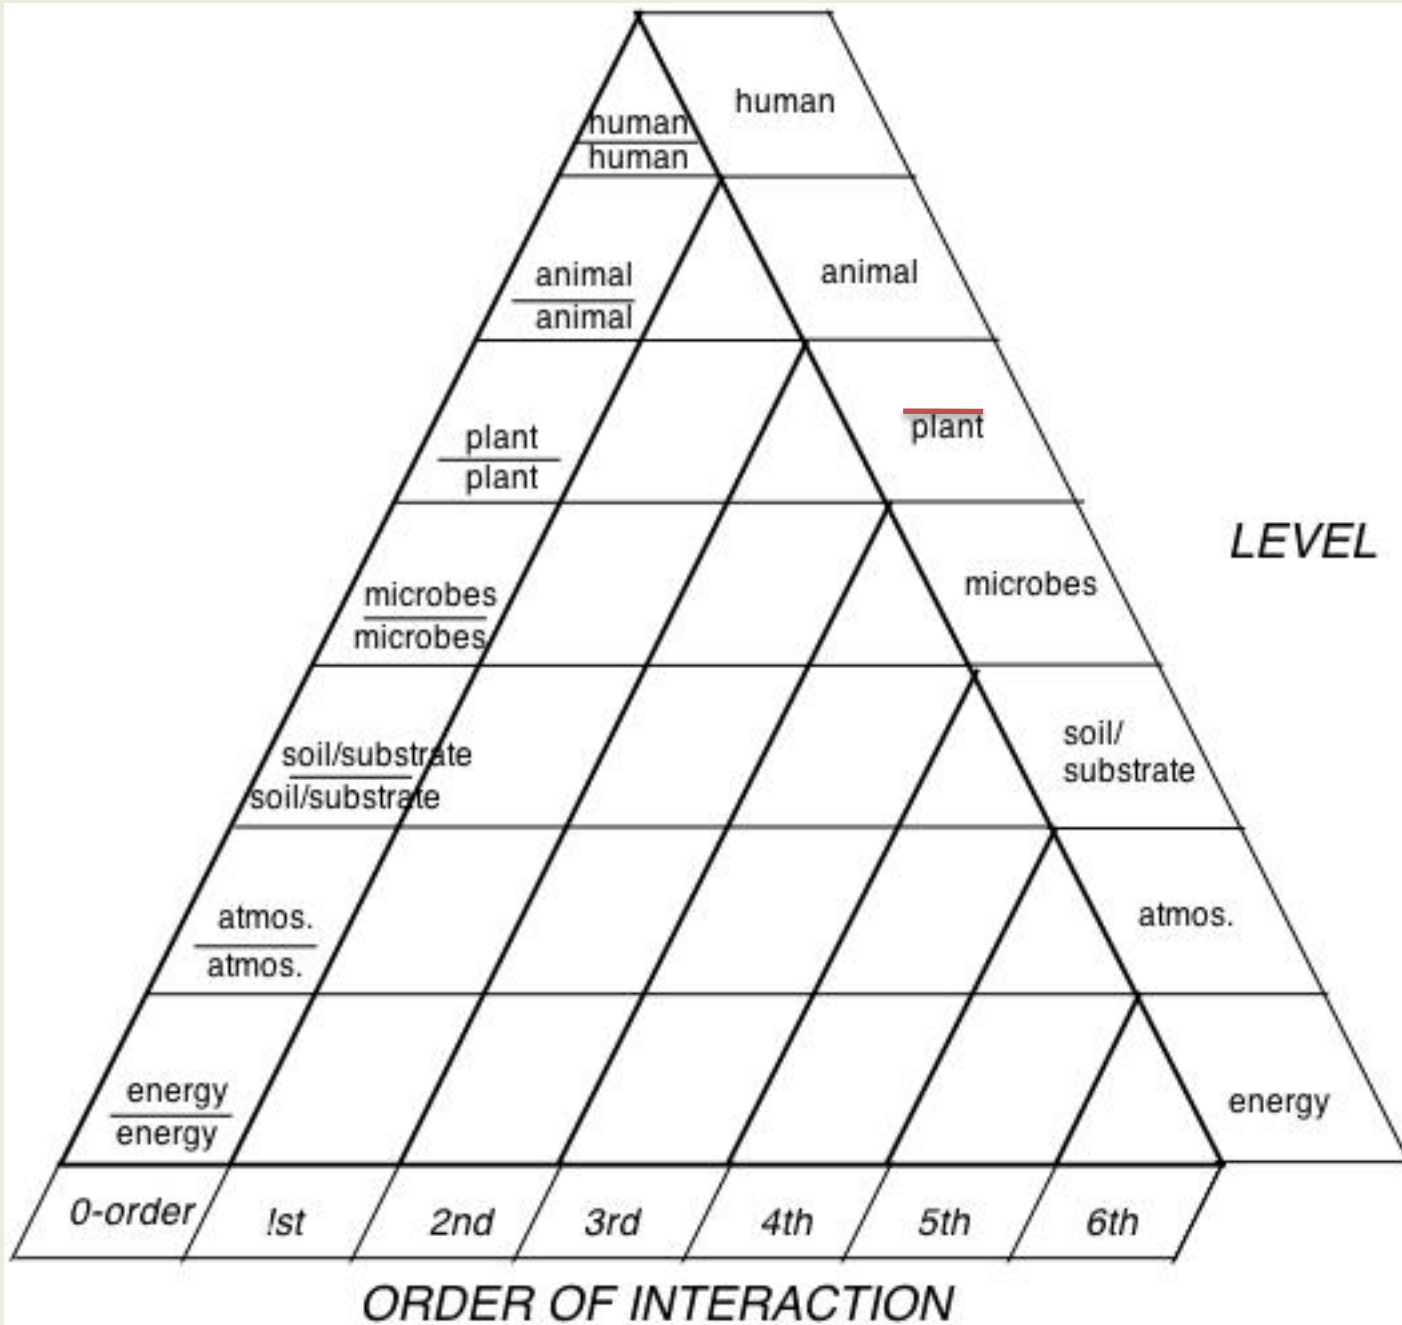 human
human
human
animal
animal
animal
plant
plant
plant
LEVEL
microbes
microbes
microbes
soil/substrate
soil/substrate
soil/
substrate
atmos.
atmos.
atmos.
energy
energy
energy
0-order !st 2nd 3rd 4th 5th 6th
ORDER OF INTERACTION